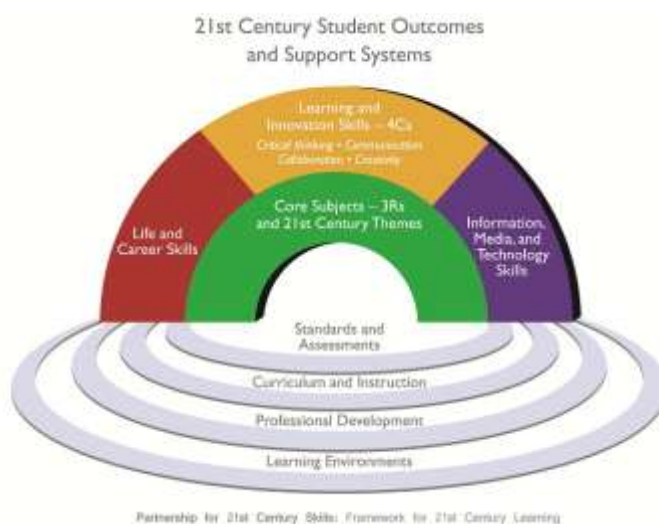 21st Century Student Outcomes
and Support Systems
Learning and
Innovation Skills – 4Cs
Critical thinking • Communication
Collaboration • Creativity
Core Subjects – 3Rs
and 21st Century Themes
Life and
Career Skills
Information,
Media, and
Technology
Skills
Standards and
Assessments
Curriculum and Instruction
Professional Development
Learning Environments
Partnership for 21st Century Skills: Framework for 21st Century Learning